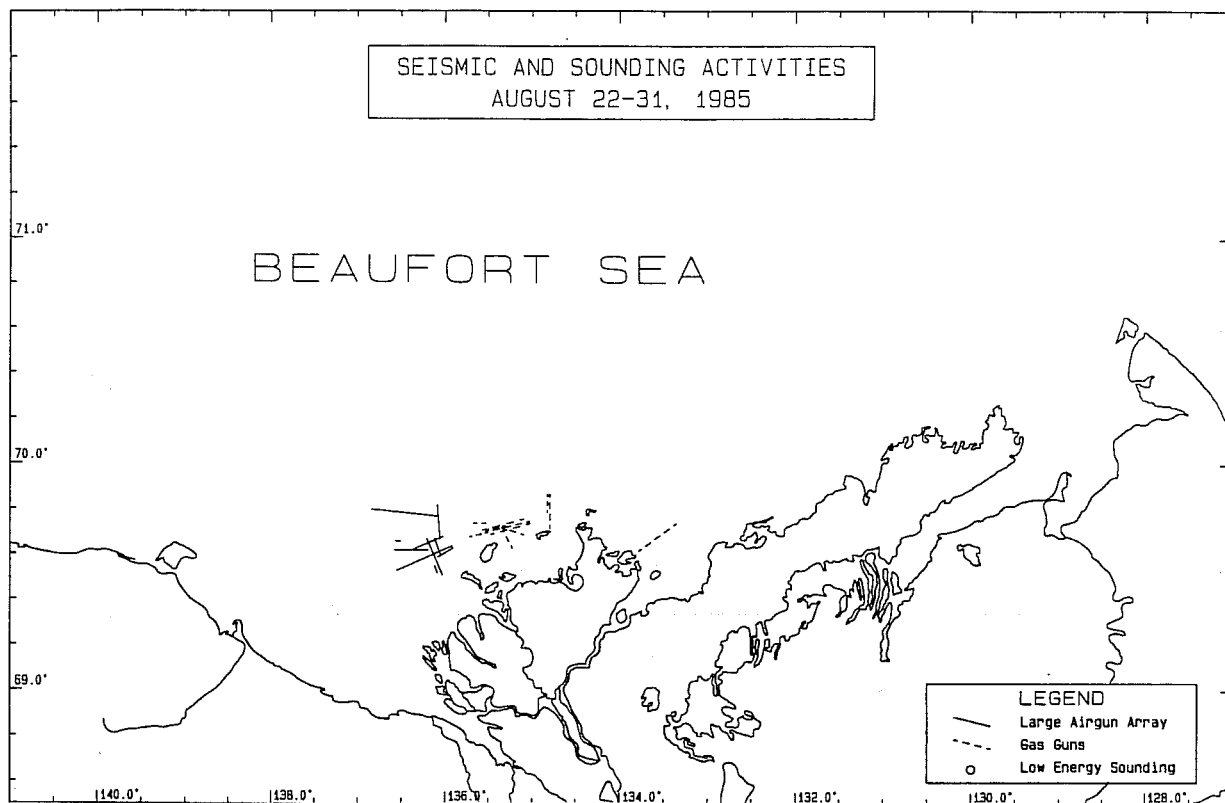 SEISMIC AND SOUNDING ACTIVITIES
AUGUST 22-31, 1985
71.0°
BEAUFORT SEA
70.0°
69.0°
LEGEND
Large Airgun Array
Gas Guns
Low Energy Sounding
140.0° 138.0° 136.0° 134.0° 132.0° 130.0° 128.0°